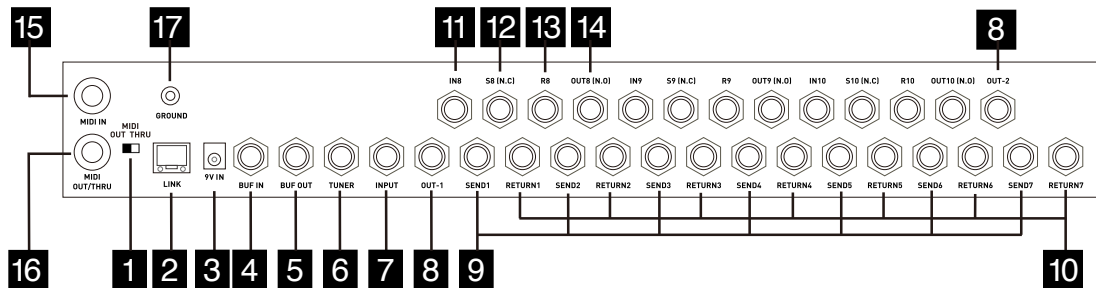 15 17 11 12 13 14 8
IN8 S8 (N.C) R8 OUT8 (N.O) IN9 S9 (N.C) R9 OUT9 (N.O) IN10 S10 (N.C) R10 OUT10 (N.O) OUT-2
MIDI IN
GROUND
MIDI
OUT THRU
MIDI
OUT/THRU
LINK
9V IN
BUF IN BUF OUT TUNER INPUT OUT-1 SEND1 RETURN1 SEND2 RETURN2 SEND3 RETURN3 SEND4 RETURN4 SEND5 RETURN5 SEND6 RETURN6 SEND7 RETURN7
16 1 2 3 4 5 6 7 8 9 10